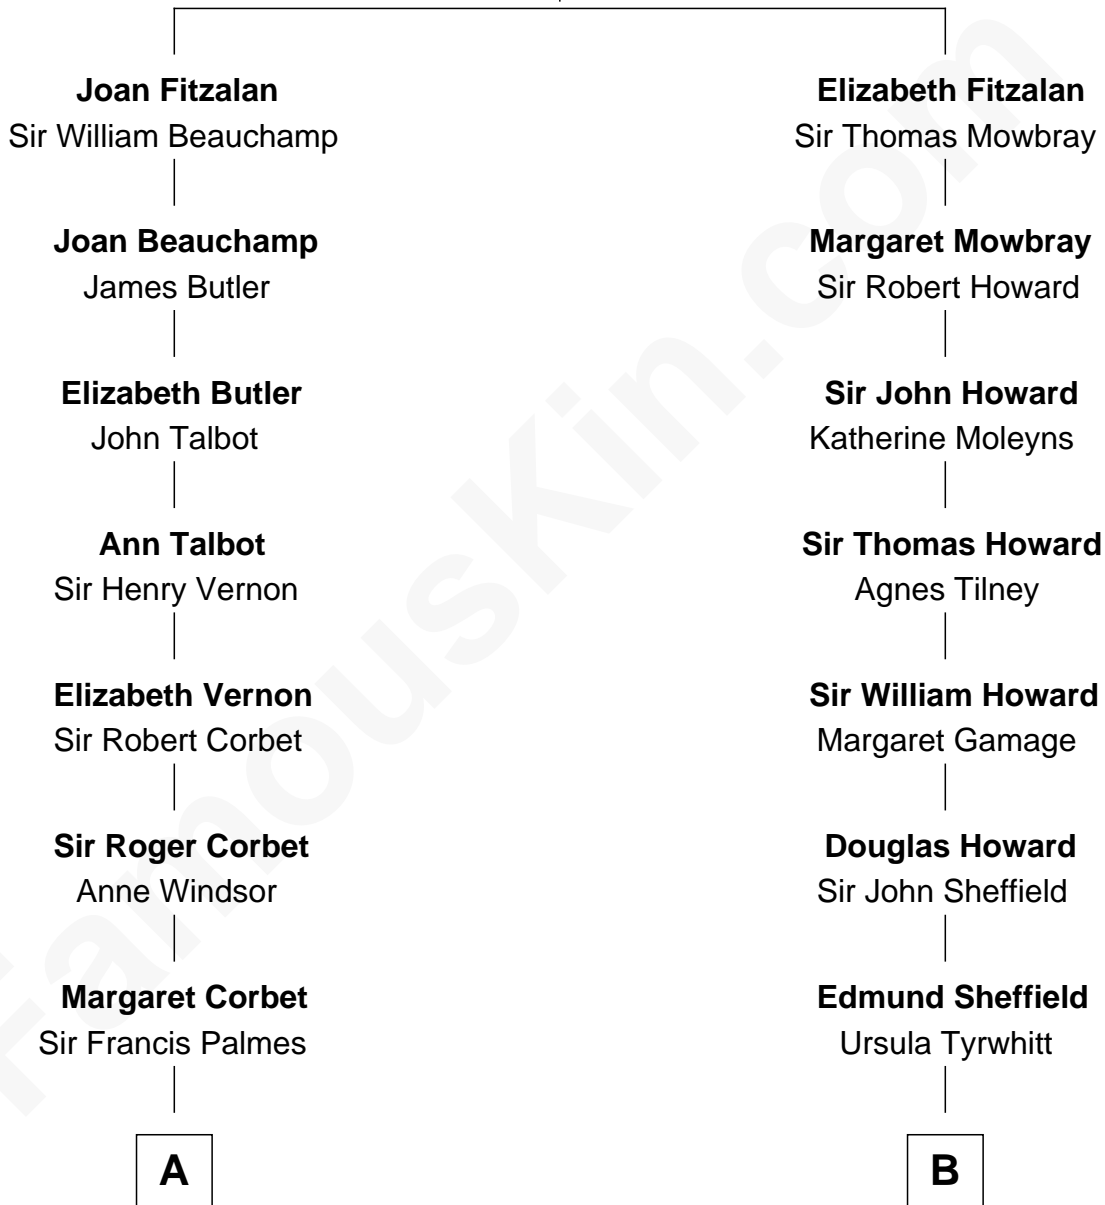 Joan Fitzalan
Sir William Beauchamp
Joan Beauchamp
James Butler
Elizabeth Butler
John Talbot
Ann Talbot
Sir Henry Vernon
Elizabeth Vernon
Sir Robert Corbet
Sir Roger Corbet
Anne Windsor
Margaret Corbet
Sir Francis Palmes
A
Elizabeth Fitzalan
Sir Thomas Mowbray
Margaret Mowbray
Sir Robert Howard
Sir John Howard
Katherine Moleyns
Sir Thomas Howard
Agnes Tilney
Sir William Howard
Margaret Gamage
Douglas Howard
Sir John Sheffield
Edmund Sheffield
Ursula Tyrwhitt
B
FamousKin.com